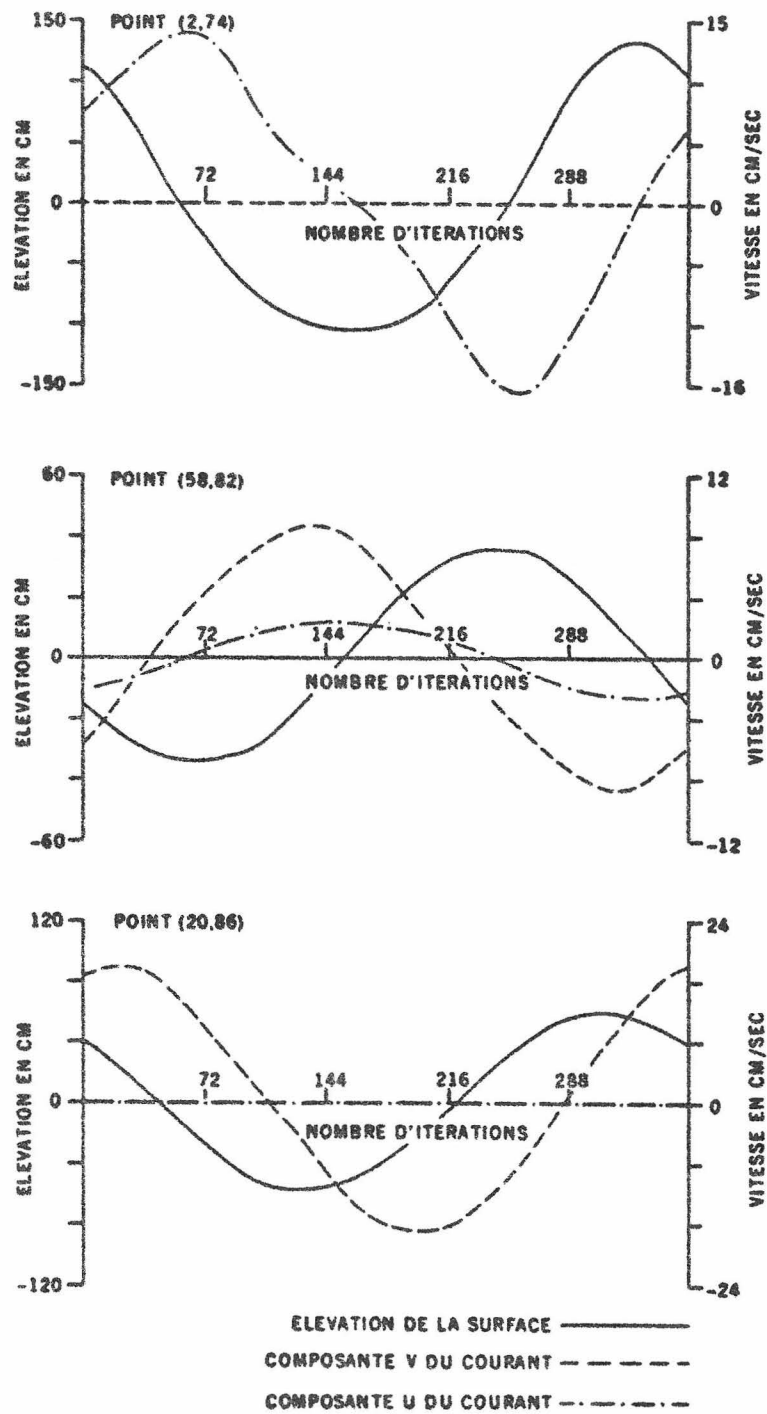 150
POINT (2,74)
15
ELEVATION EN CM
VITESSE EN CM/SEC
72
144
216
288
0
0
NOMBRE D'ITERATIONS
-150
-16
60
POINT (58,82)
12
ELEVATION EN CM
VITESSE EN CM/SEC
72
144
216
288
0
0
NOMBRE D'ITERATIONS
-60
-12
120
POINT (20,86)
24
ELEVATION EN CM
VITESSE EN CM/SEC
72
144
216
288
0
0
NOMBRE D'ITERATIONS
-120
-24
ELEVATION DE LA SURFACE
COMPOSANTE V DU COURANT
COMPOSANTE U DU COURANT